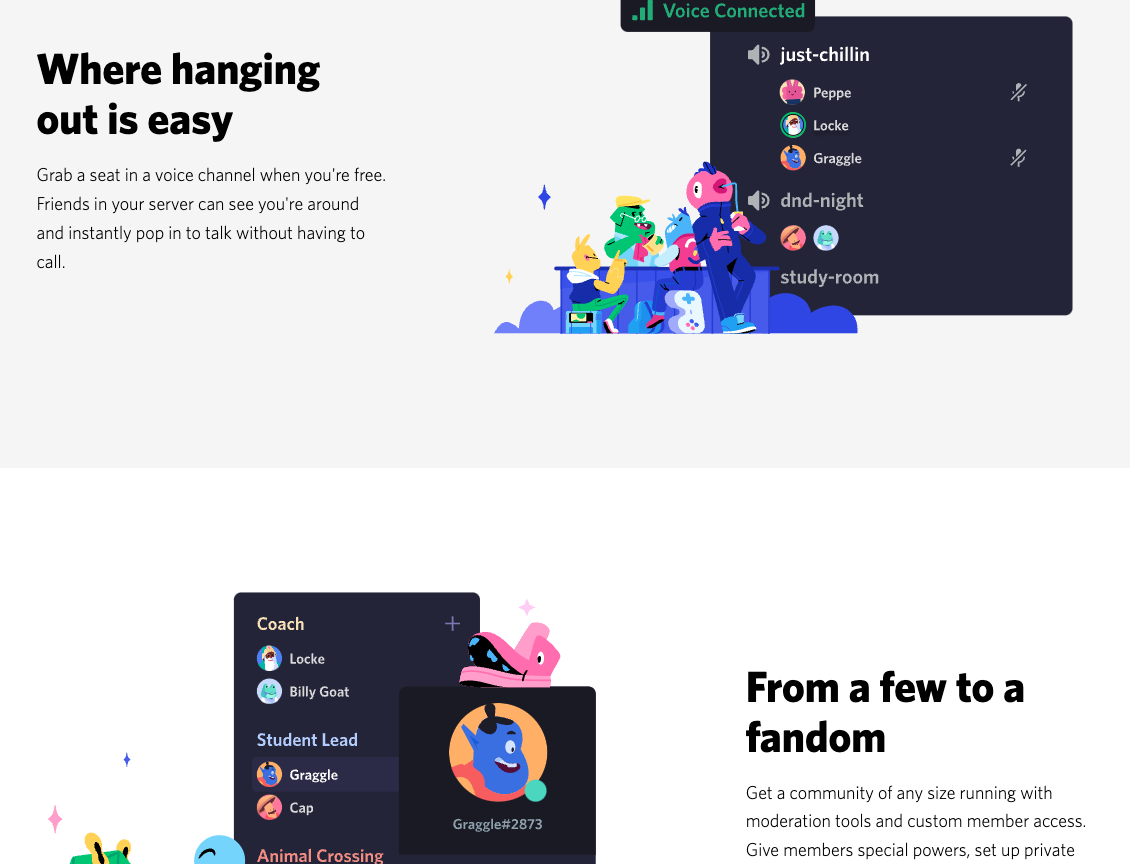 Voice Connected
Where hanging
out is easy
Grab a seat in a voice channel when you're free.
Friends in your server can see you're around
and instantly pop in to talk without having to
call.
just-chillin
Peppe
Locke
Graggle
dnd-night
study-room
Coach
Locke
Billy Goat
Student Lead
Graggle
Cap
Animal Crossing
Graggle#2873
From a few to a
fandom
Get a community of any size running with
moderation tools and custom member access.
Give members special powers, set up private